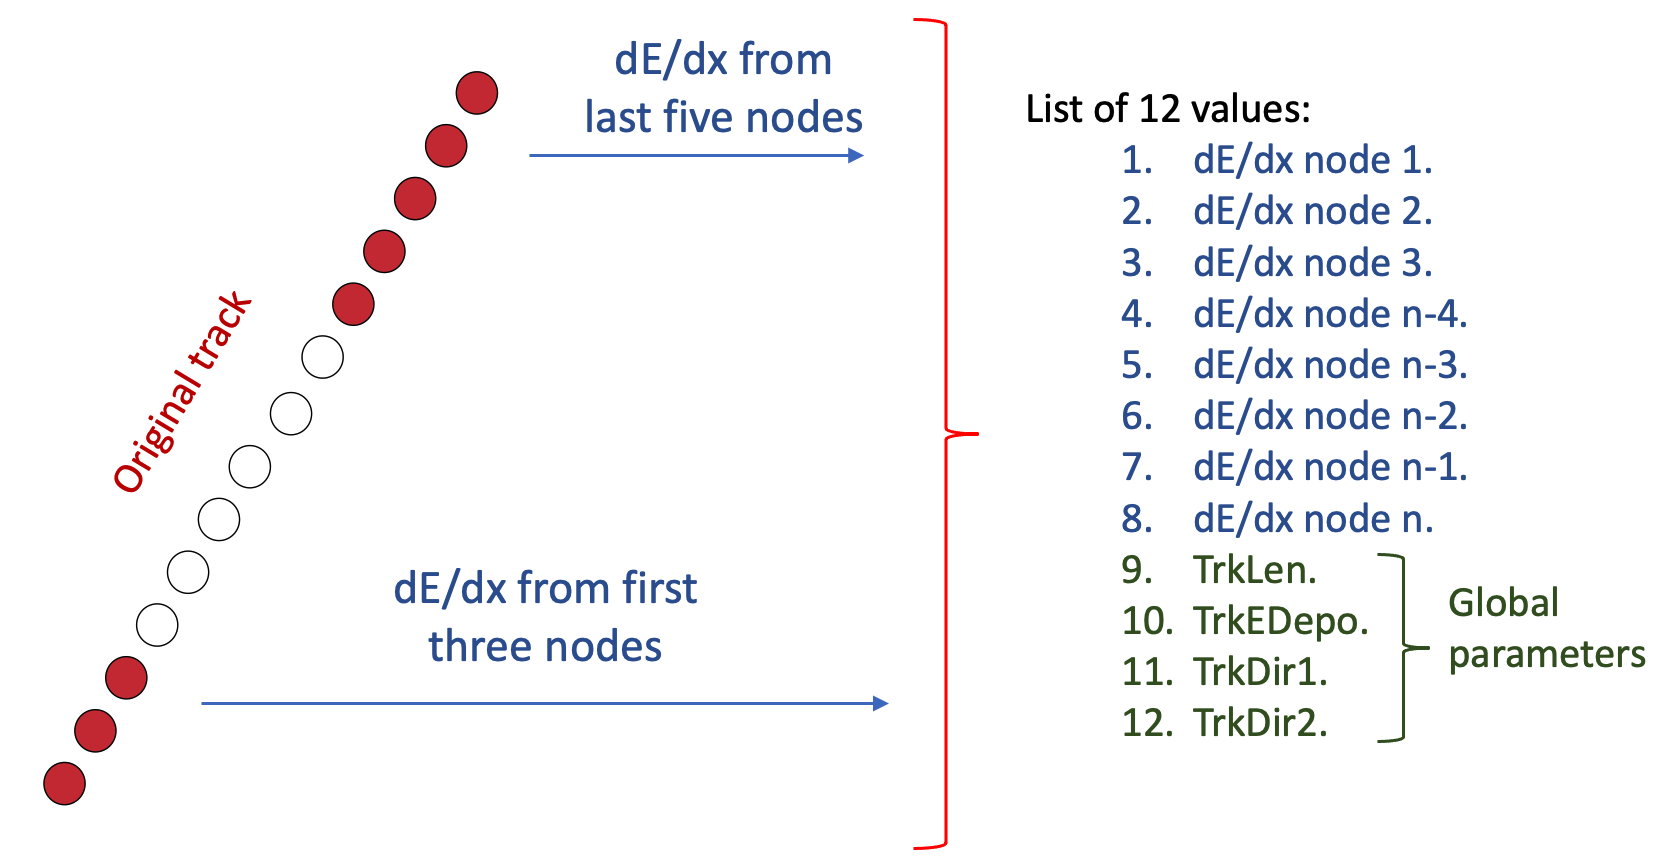 dE/dx from
last five nodes
Original track
dE/dx from first
three nodes
List of 12 values:
1. dE/dx node 1.
2. dE/dx node 2.
3. dE/dx node 3.
4. dE/dx node n-4.
5. dE/dx node n-3.
6. dE/dx node n-2.
7. dE/dx node n-1.
8. dE/dx node n.
9. TrkLen.
10. TrkEDepo.
11. TrkDir1.
12. TrkDir2.
Global
parameters